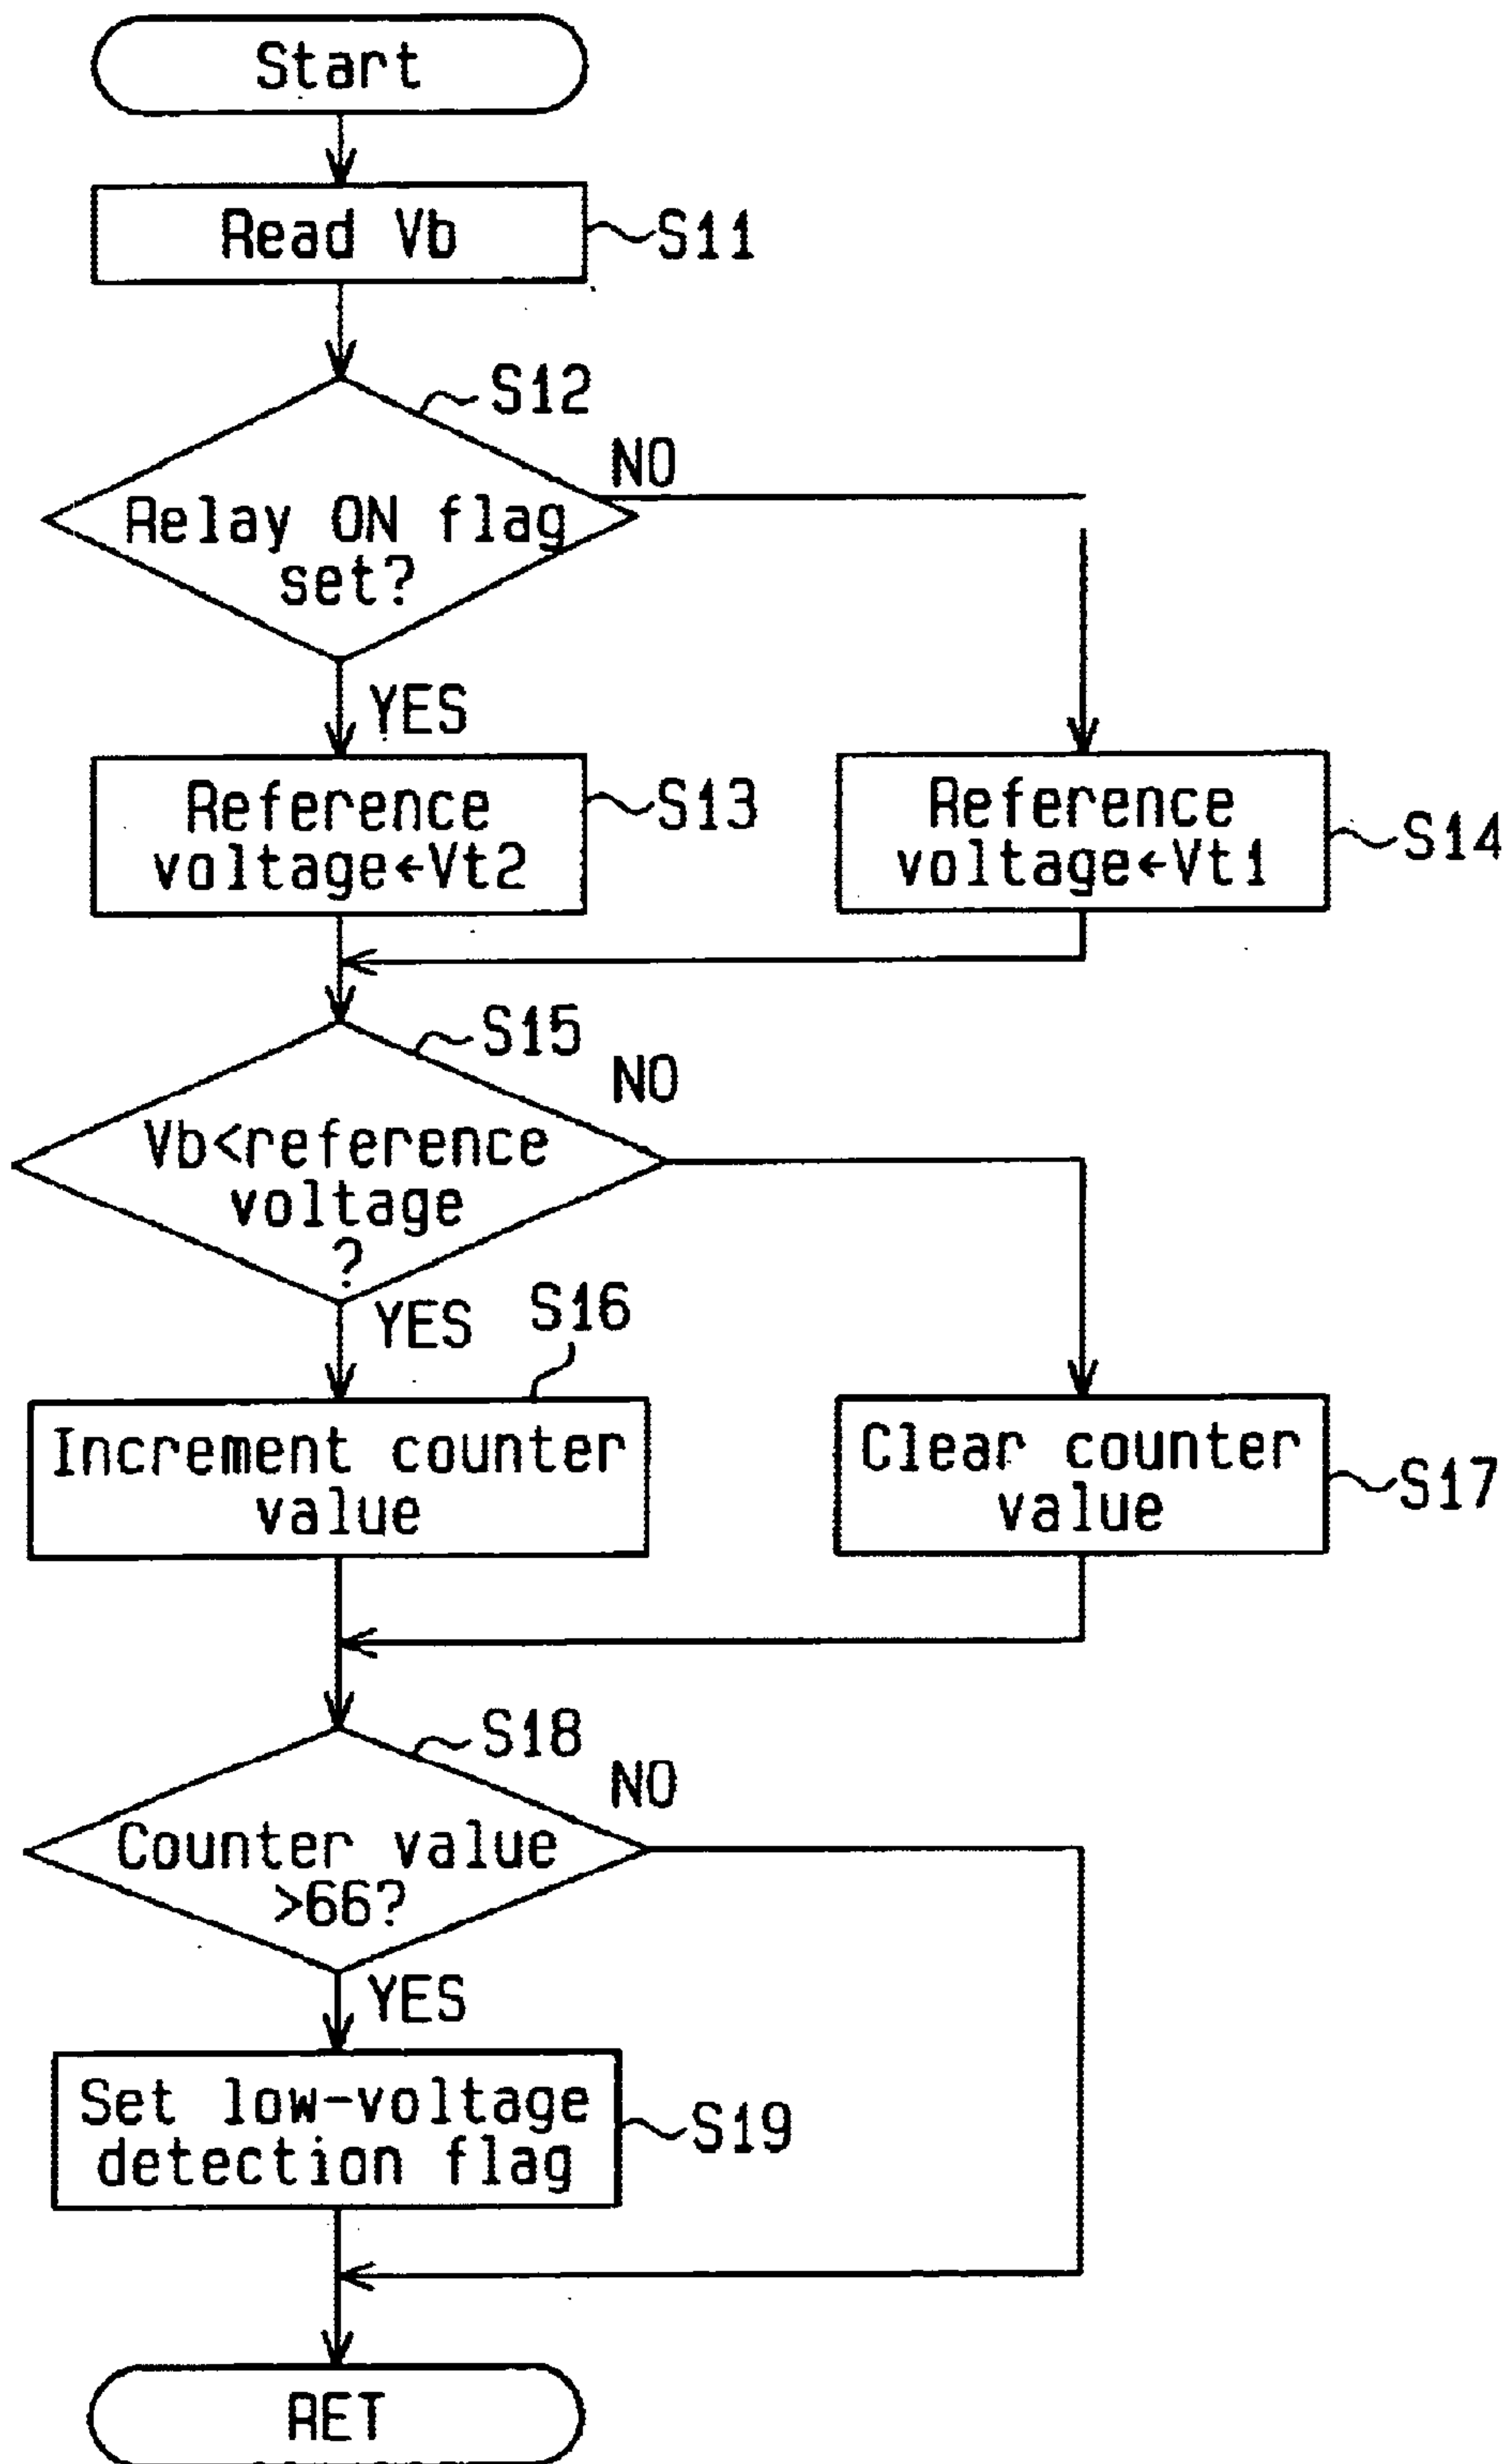 Start
Read Vb
S11
S12
NO
Relay ON flag
set?
YES
Reference
voltage←Vt2
S13
Reference
voltage←Vt1
S14
S15
NO
Vb<reference
voltage
?
YES
S16
Increment counter
value
Clear counter
value
S17
S18
NO
Counter value
>66?
YES
Set low-voltage
detection flag
S19
RET